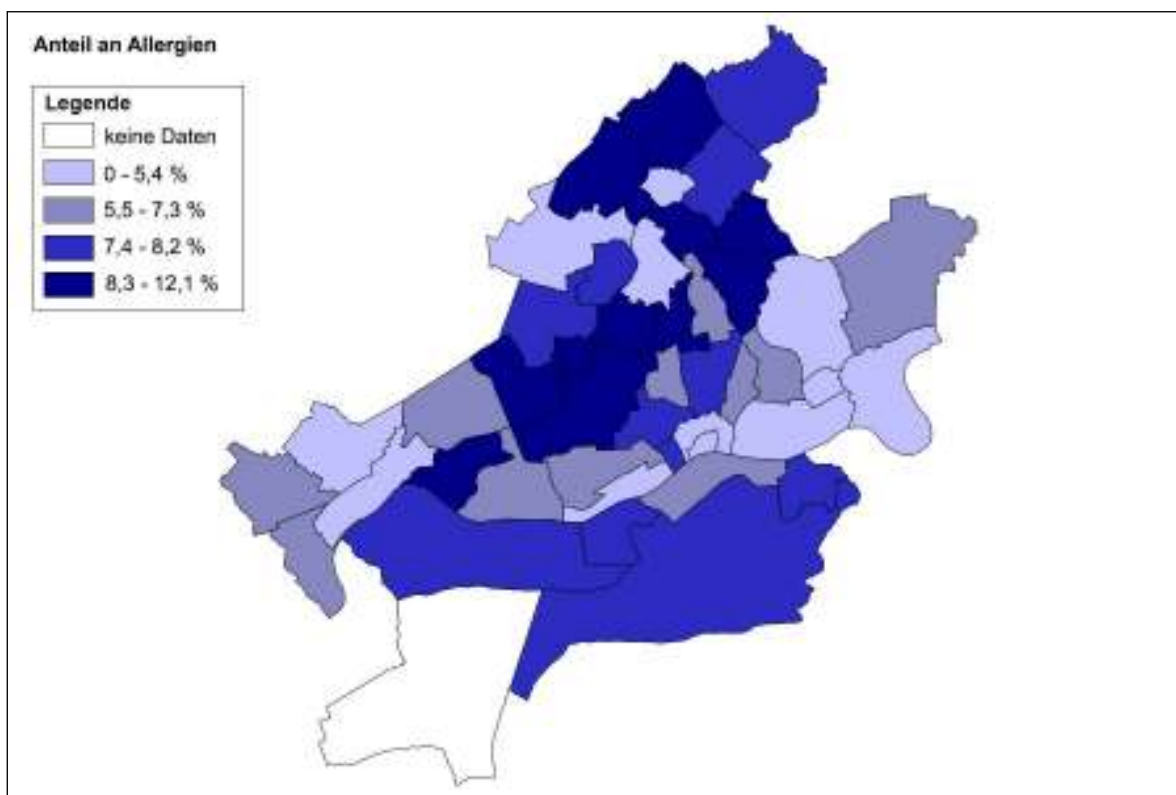 Anteil an Allergien
Legende
keine Daten
0 - 5,4 %
5,5 - 7,3 %
7,4 - 8,2 %
8,3 - 12,1 %